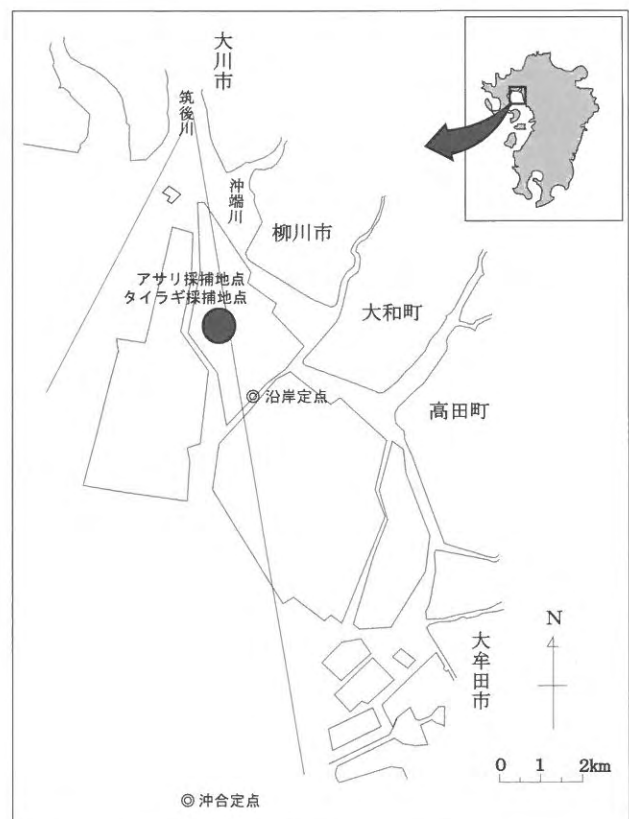 大川市
筑後川
沖端川
柳川市
アサリ採捕地点
タイラギ採捕地点
大和町
沿岸定点
高田町
大牟田市
N
0 1 2km
沖合定点